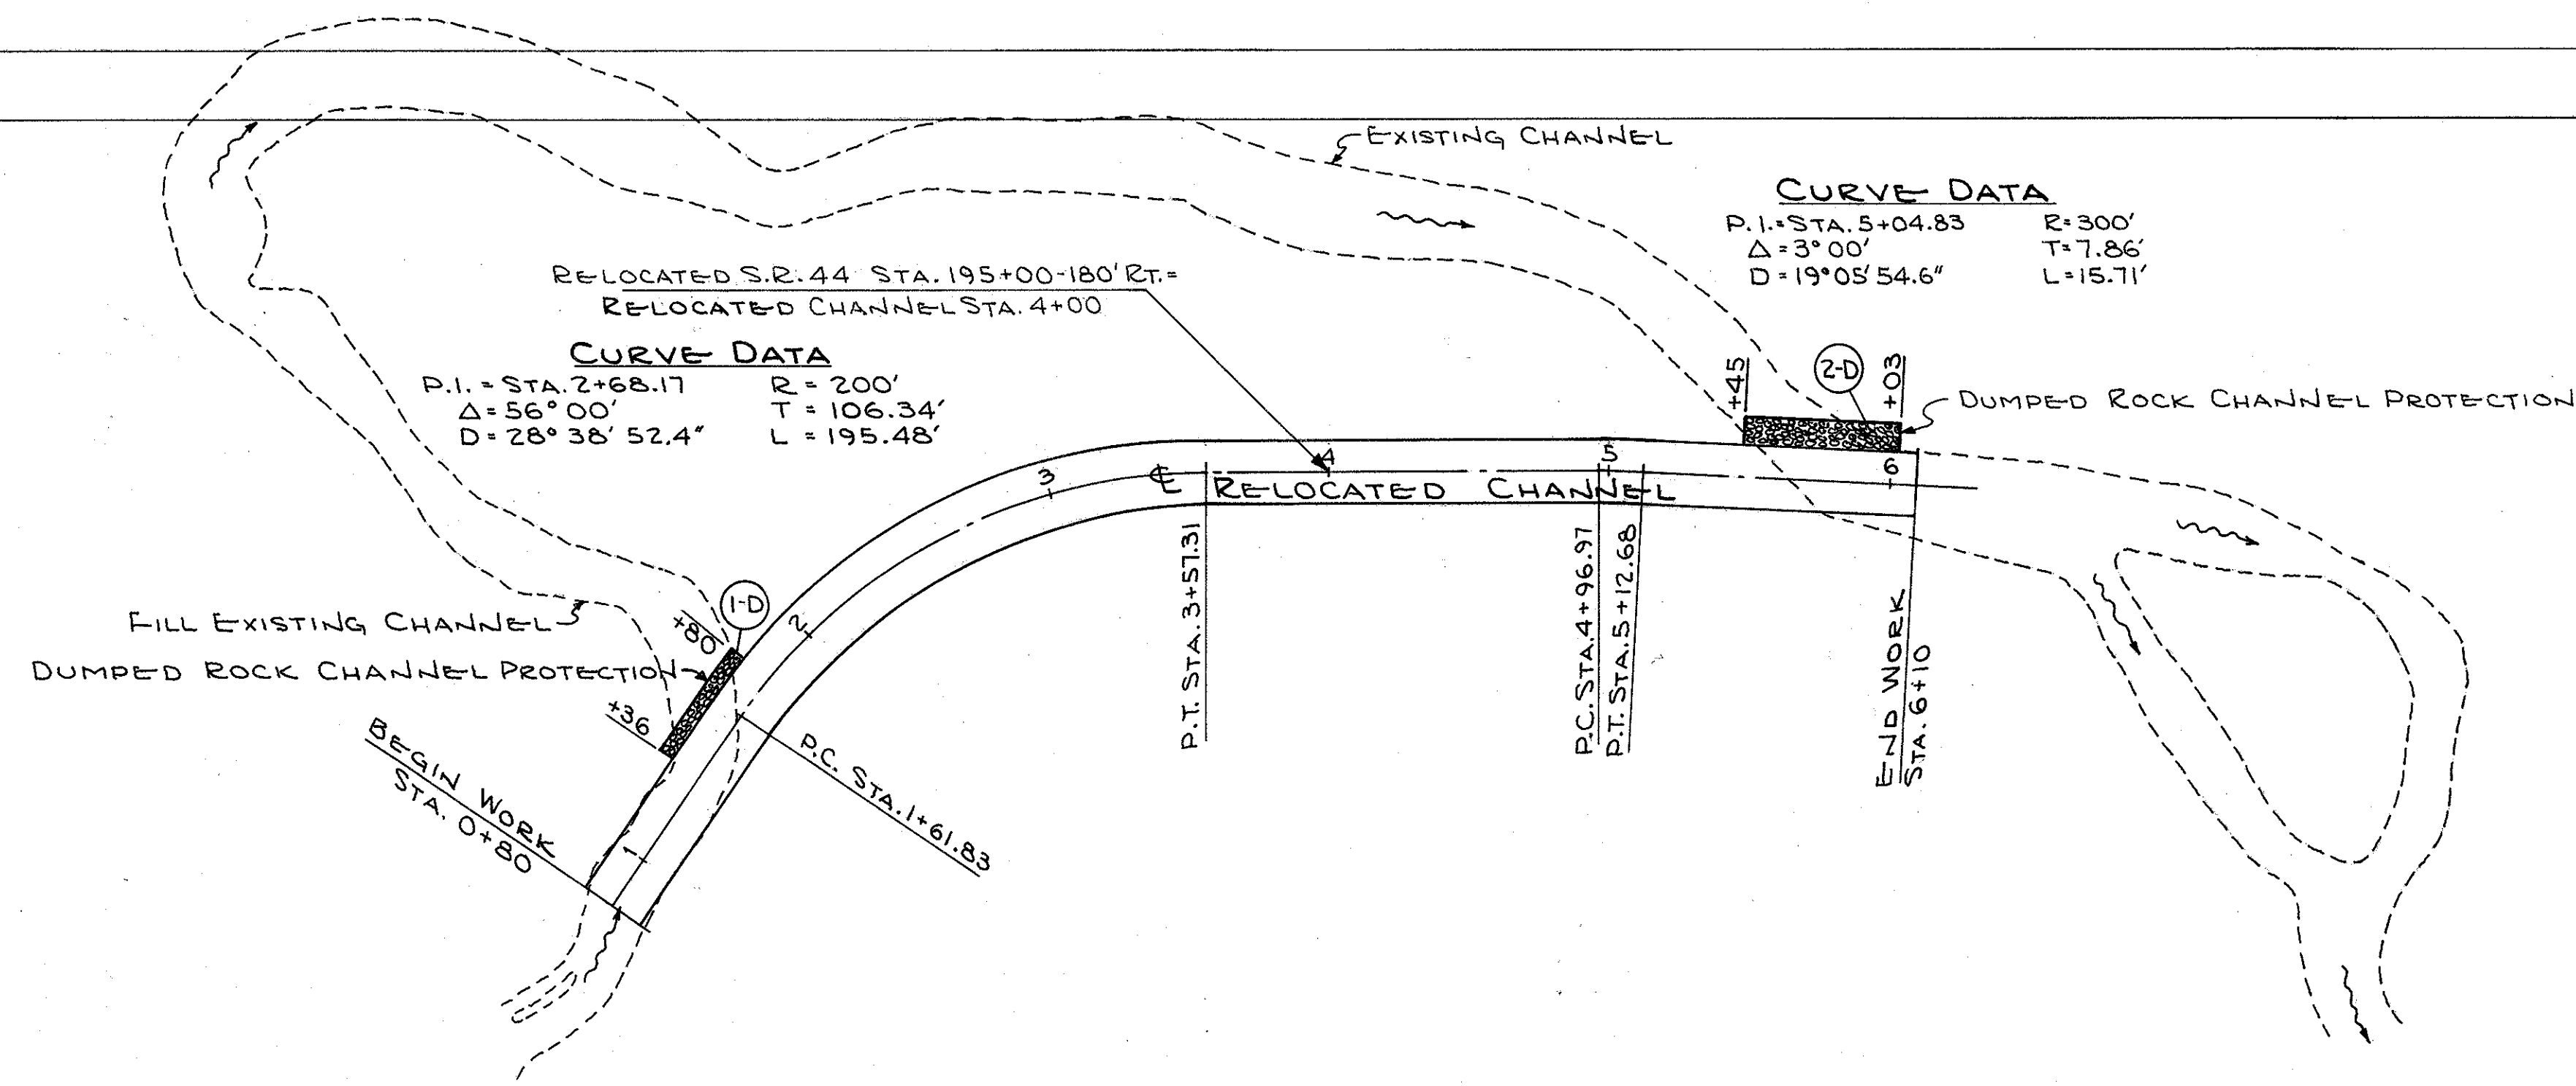 EXISTING CHANNEL
CURVE DATA
P.I.=STA. 5+04.83 R=300'
Δ=3°00' T=7.86'
D=19°05'54.6" L=15.71'
RELOCATED S.R. 44 STA. 195+00-180' RT.=
RELOCATED CHANNEL STA. 4+00
CURVE DATA
P.I. = STA. 2+68.17 R = 200'
Δ=56°00' T = 106.34'
D=28°38'52.4" L = 195.48'
+45
2-D
+03
DUMPED ROCK CHANNEL PROTECTION
3
℄
4
5
6
RELOCATED CHANNEL
P.T. STA. 3+57.31
P.C. STA. 4+96.97
P.T. STA. 5+12.68
END WORK
STA. 6+10
FILL EXISTING CHANNEL
+80
1-D
2
DUMPED ROCK CHANNEL PROTECTION
+36
BEGIN WORK
STA. 0+80
1
P.C. STA. 1+61.83